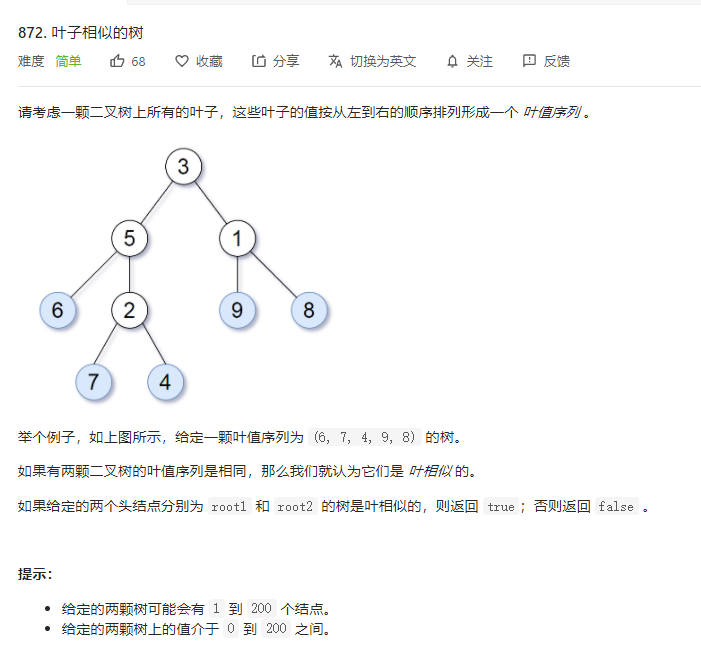 872. 叶子相似的树
难度 简单 68 收藏 分享 切换为英文 关注 反馈
请考虑一颗二叉树上所有的叶子，这些叶子的值按从左到右的顺序排列形成一个 叶值序列 。
3
5 1
6 2 9 8
7 4
举个例子，如上图所示，给定一颗叶值序列为 (6, 7, 4, 9, 8) 的树。
如果有两颗二叉树的叶值序列是相同，那么我们就认为它们是 叶相似 的。
如果给定的两个头结点分别为 root1 和 root2 的树是叶相似的，则返回 true；否则返回 false 。
提示：
• 给定的两颗树可能会有 1 到 200 个结点。
• 给定的两颗树上的值介于 0 到 200 之间。